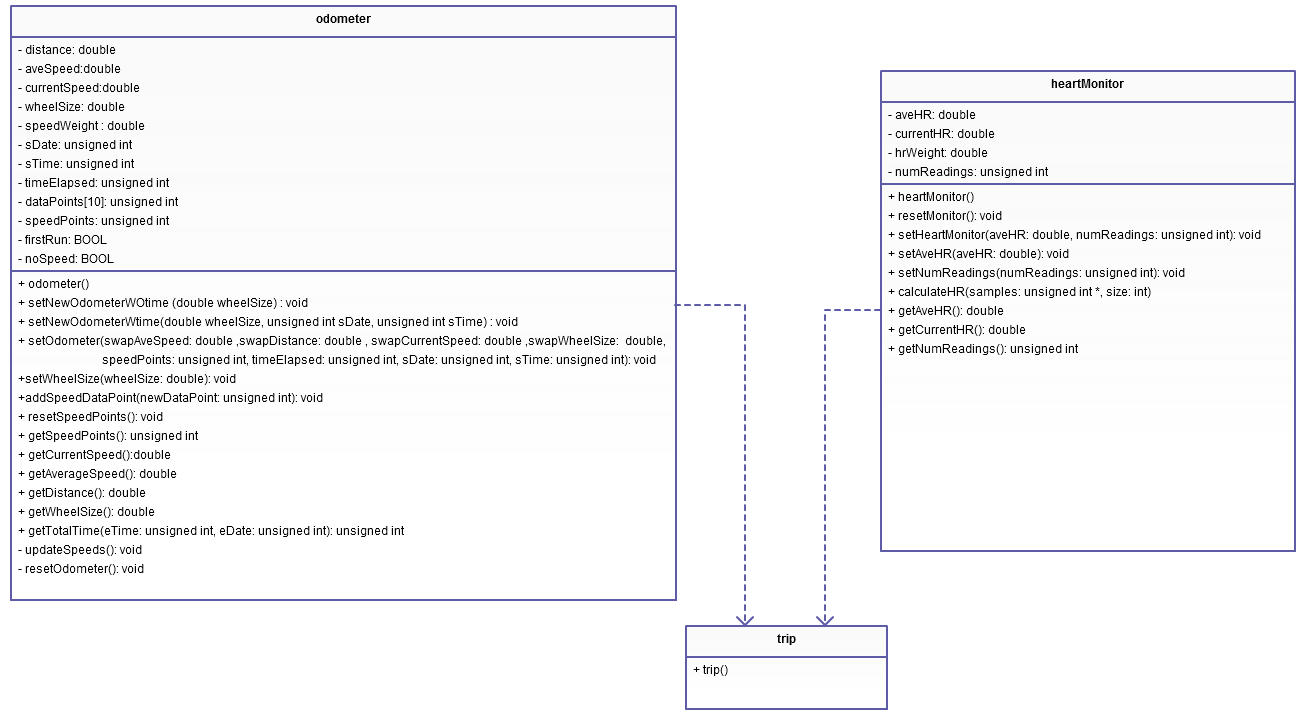 odometer
- distance: double
- aveSpeed:double
- currentSpeed:double
- wheelSize: double
- speedWeight : double
- sDate: unsigned int
- sTime: unsigned int
- timeElapsed: unsigned int
- dataPoints[10]: unsigned int
- speedPoints: unsigned int
- firstRun: BOOL
- noSpeed: BOOL
+ odometer()
+ setNewOdometerWOtime (double wheelSize) : void
+ setNewOdometerWtime(double wheelSize, unsigned int sDate, unsigned int sTime) : void
+ setOdometer(swapAveSpeed: double ,swapDistance: double , swapCurrentSpeed: double ,swapWheelSize:  double,
speedPoints: unsigned int, timeElapsed: unsigned int, sDate: unsigned int, sTime: unsigned int): void
+setWheelSize(wheelSize: double): void
+addSpeedDataPoint(newDataPoint: unsigned int): void
+ resetSpeedPoints(): void
+ getSpeedPoints(): unsigned int
+ getCurrentSpeed():double
+ getAverageSpeed(): double
+ getDistance(): double
+ getWheelSize(): double
+ getTotalTime(eTime: unsigned int, eDate: unsigned int): unsigned int
- updateSpeeds(): void
- resetOdometer(): void
heartMonitor
- aveHR: double
- currentHR: double
- hrWeight: double
- numReadings: unsigned int
+ heartMonitor()
+ resetMonitor(): void
+ setHeartMonitor(aveHR: double, numReadings: unsigned int): void
+ setAveHR(aveHR: double): void
+ setNumReadings(numReadings: unsigned int): void
+ calculateHR(samples: unsigned int *, size: int)
+ getAveHR(): double
+ getCurrentHR(): double
+ getNumReadings(): unsigned int
trip
+ trip()